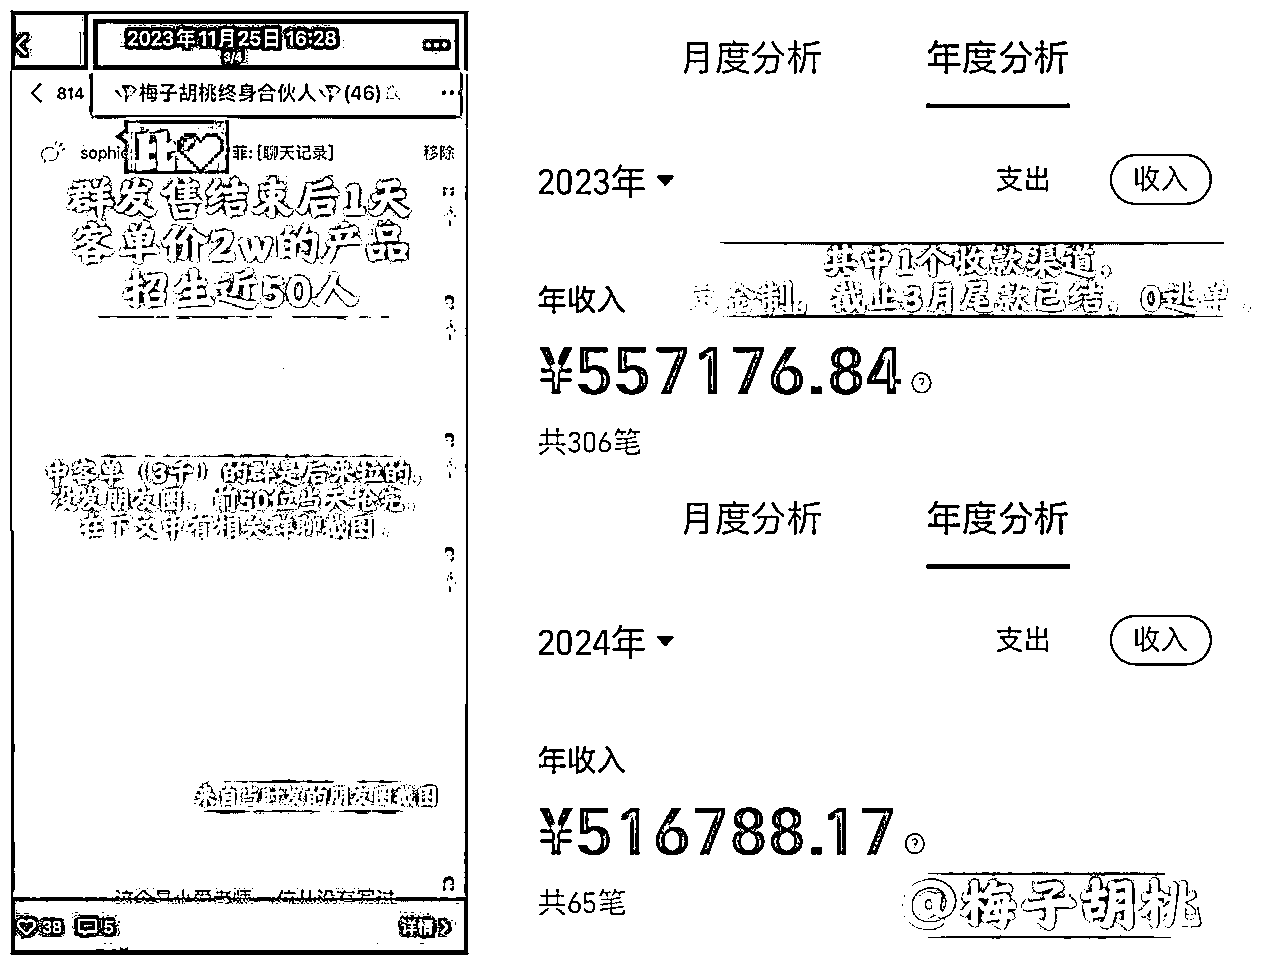 2023年11月25日 16:28
3/4
814
梅子胡桃终身合伙人 (46)
sophie
比
菲: [聊天记录]
移除
群发售结束后1天
客单价2w的产品
招生近50人
中客单（3千）的群是后来拉的，
没发朋友圈，前50位当天抢完，
在下文中有相关群聊截图。
来自当时发的朋友圈截图
38
5
详情
月度分析
年度分析
2023年
支出
收入
其中1个收款渠道，
定金制，截止3月尾款已结，0逃单。
年收入
¥557176.84
共306笔
月度分析
年度分析
2024年
支出
收入
年收入
¥516788.17
共65笔
@梅子胡桃